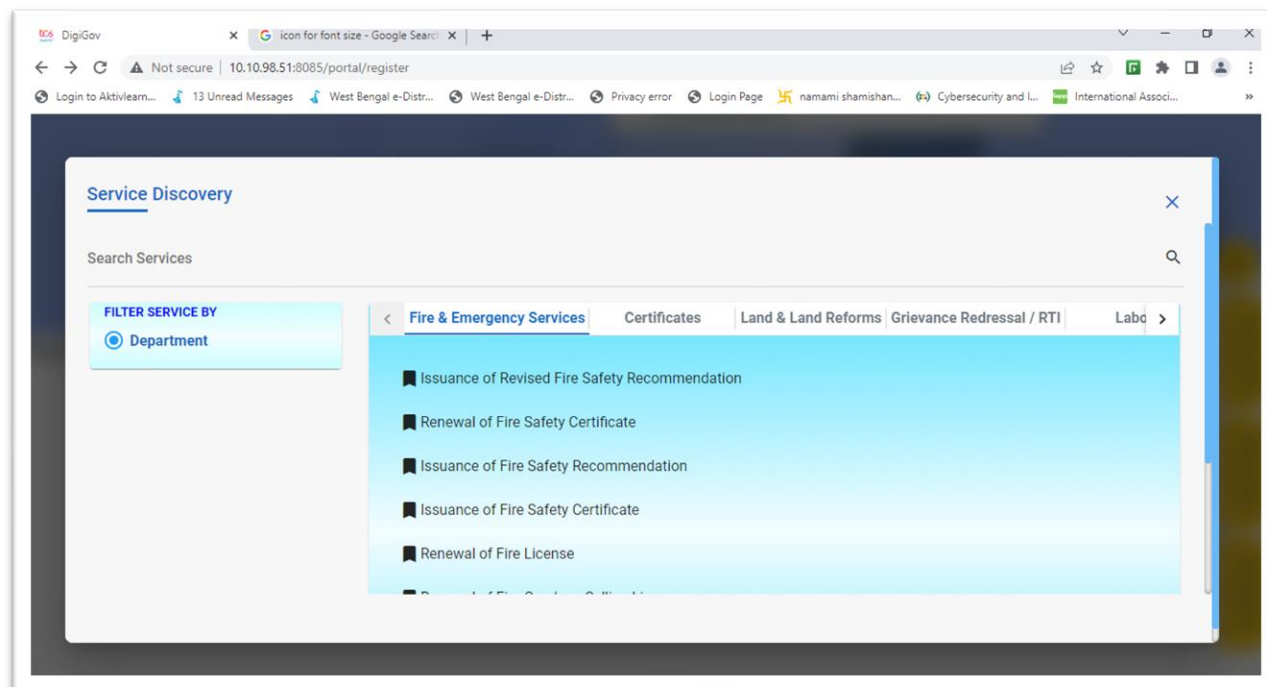 tcs DigiGov
icon for font size - Google Search
Not secure | 10.10.98.51:8085/portal/register
Login to Aktivlearn... 13 Unread Messages West Bengal e-Distr... West Bengal e-Distr... Privacy error Login Page namami shamishan... Cybersecurity and I... International Associ...
Service Discovery
Search Services
FILTER SERVICE BY
Department
Fire & Emergency Services Certificates Land & Land Reforms Grievance Redressal / RTI Labo
Issuance of Revised Fire Safety Recommendation
Renewal of Fire Safety Certificate
Issuance of Fire Safety Recommendation
Issuance of Fire Safety Certificate
Renewal of Fire License